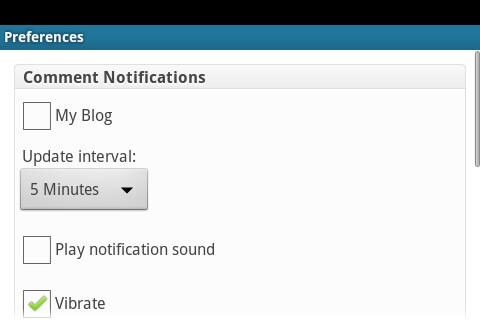 Preferences
Comment Notifications
My Blog
Update interval:
5 Minutes
Play notification sound
Vibrate